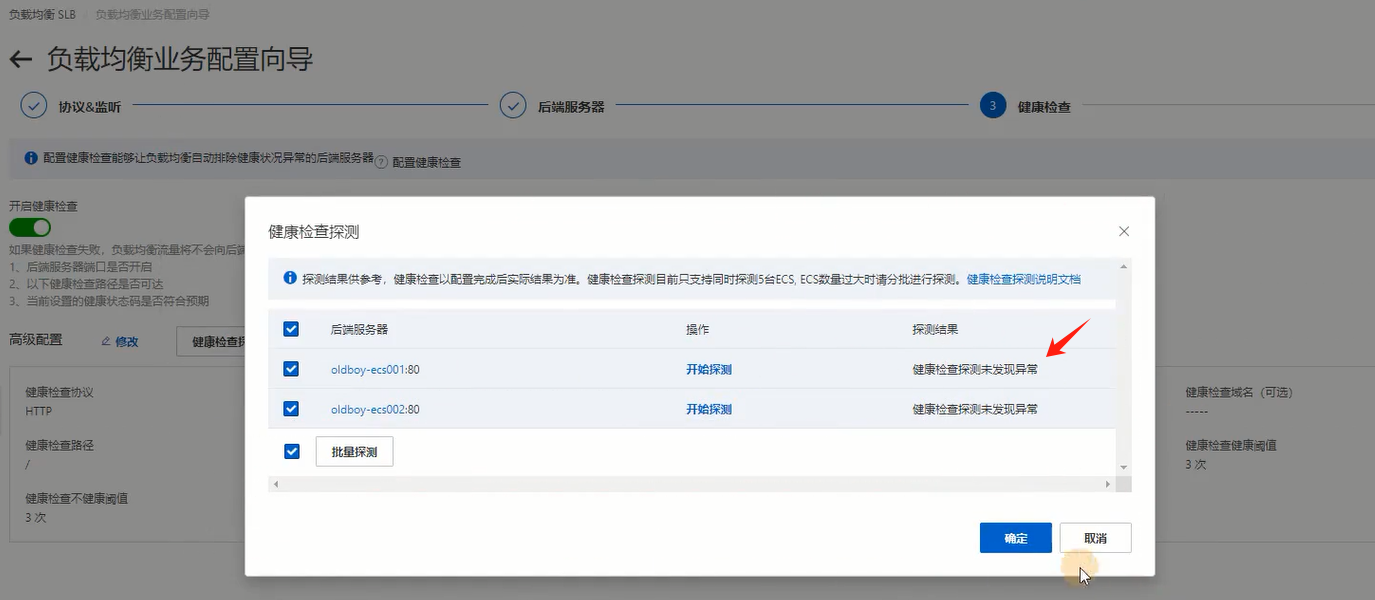 负载均衡 SLB / 负载均衡业务配置向导
← 负载均衡业务配置向导
协议&监听
后端服务器
3 健康检查
配置健康检查能够让负载均衡自动排除健康状况异常的后端服务器 ? 配置健康检查
开启健康检查
如果健康检查失败，负载均衡流量将不会向后端
1、后端服务器端口是否开启
2、以下健康检查路径是否可达
3、当前设置的健康状态码是否符合预期
高级配置 修改 健康检查探
健康检查协议
HTTP
健康检查路径
/
健康检查不健康阈值
3 次
健康检查探测
探测结果供参考，健康检查以配置完成后实际结果为准。健康检查探测目前只支持同时探测5台ECS, ECS数量过大时请分批进行探测。健康检查探测说明文档
后端服务器 操作 探测结果
oldboy-ecs001:80 开始探测 健康检查探测未发现异常
oldboy-ecs002:80 开始探测 健康检查探测未发现异常
批量探测
确定 取消
健康检查域名（可选）
-----
健康检查健康阈值
3 次